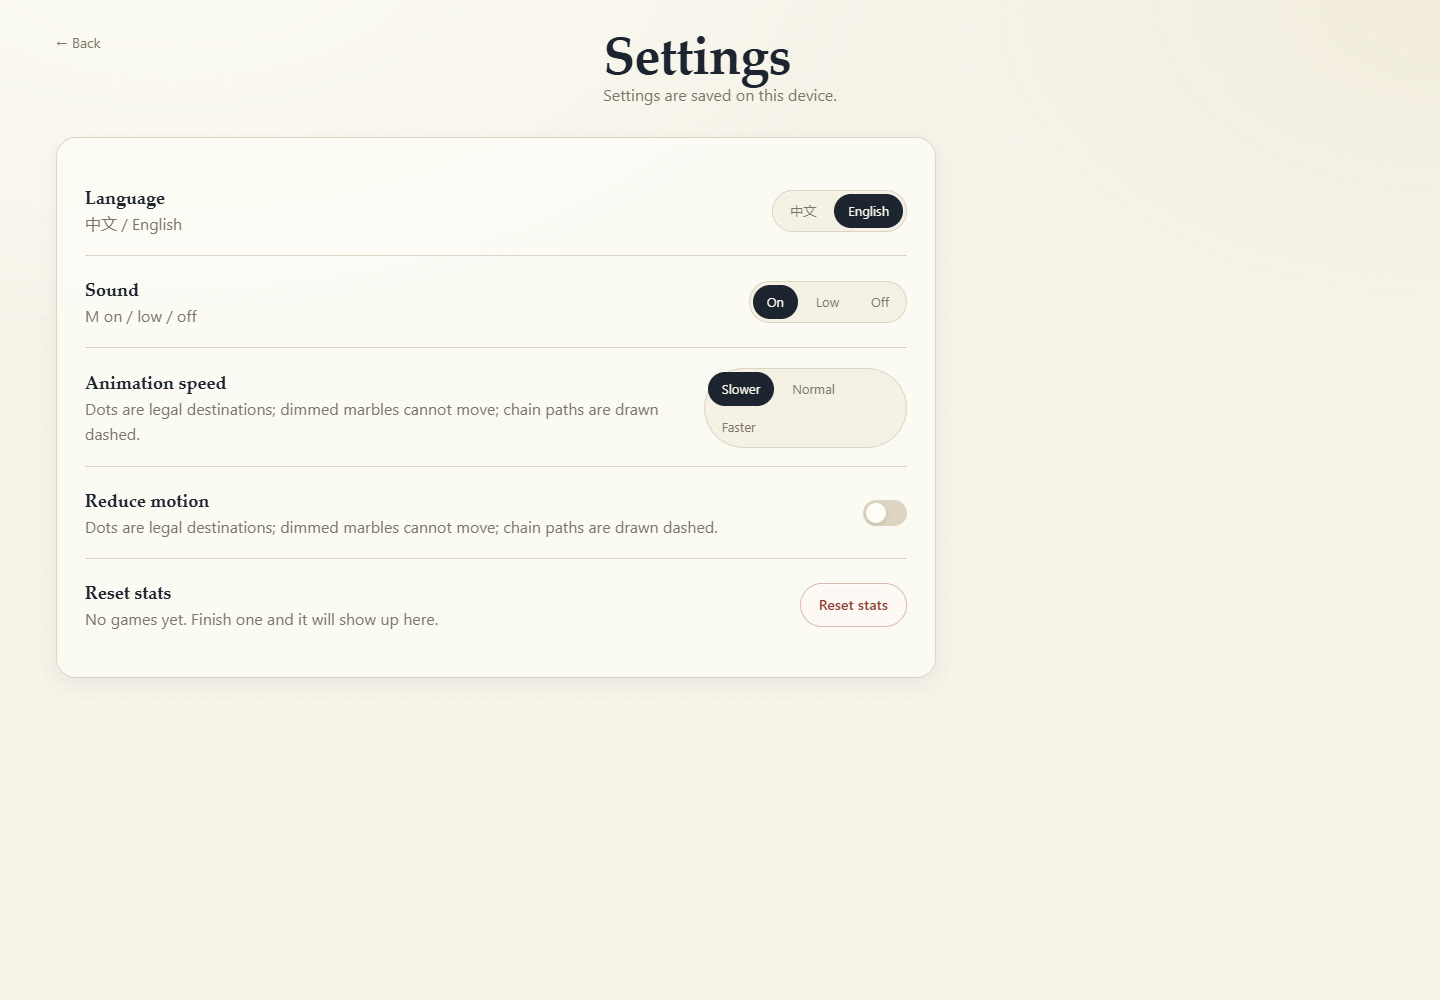 ← Back
Settings
Settings are saved on this device.
Language
中文 / English
中文 English
Sound
M on / low / off
On Low Off
Animation speed
Dots are legal destinations; dimmed marbles cannot move; chain paths are drawn
dashed.
Slower Normal
Faster
Reduce motion
Dots are legal destinations; dimmed marbles cannot move; chain paths are drawn dashed.
Reset stats
No games yet. Finish one and it will show up here.
Reset stats